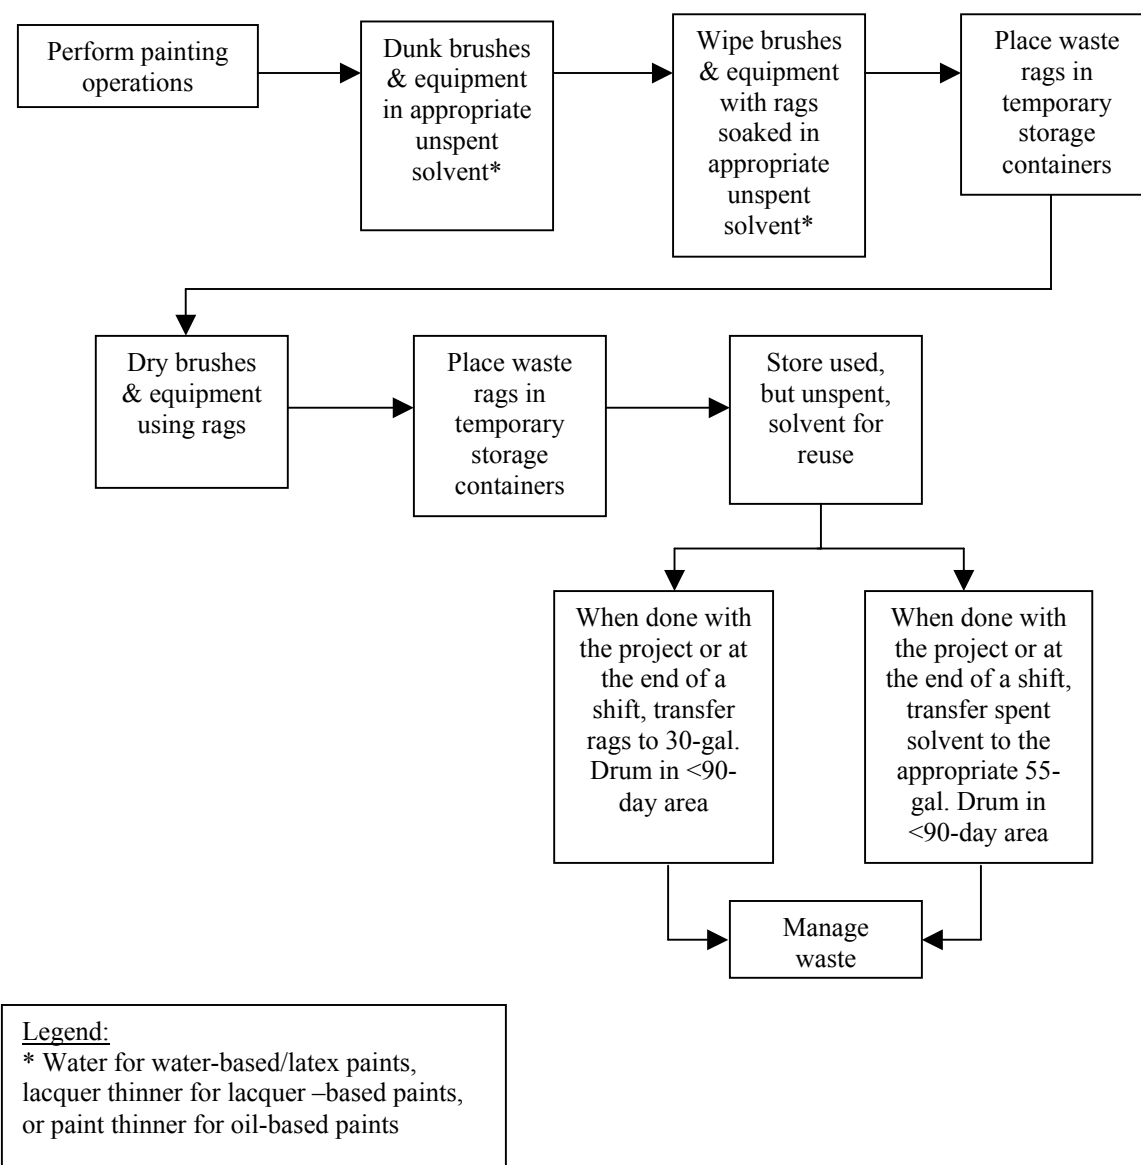 Perform painting
operations
Dunk brushes
& equipment
in appropriate
unspent
solvent*
Wipe brushes
& equipment
with rags
soaked in
appropriate
unspent
solvent*
Place waste
rags in
temporary
storage
containers
Dry brushes
& equipment
using rags
Place waste
rags in
temporary
storage
containers
Store used,
but unspent,
solvent for
reuse
When done with
the project or at
the end of a
shift, transfer
rags to 30-gal.
Drum in <90-
day area
When done with
the project or at
the end of a shift,
transfer spent
solvent to the
appropriate 55-
gal. Drum in
<90-day area
Manage
waste
Legend:
* Water for water-based/latex paints,
lacquer thinner for lacquer –based paints,
or paint thinner for oil-based paints